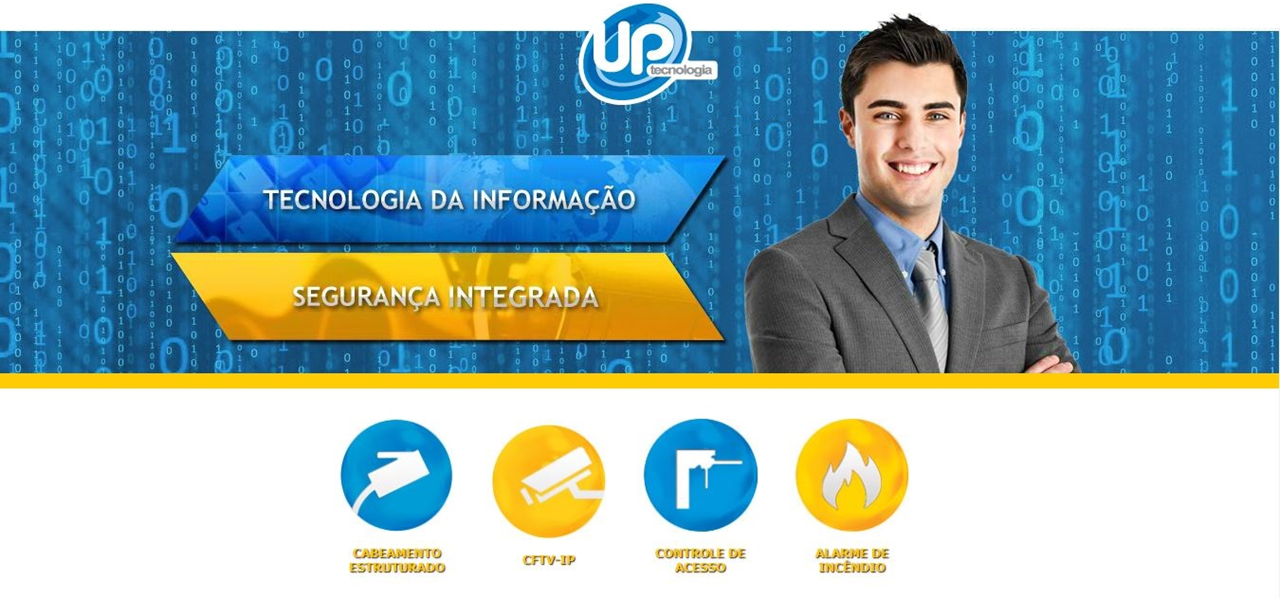 UP
tecnologia
TECNOLOGIA DA INFORMAÇÃO
SEGURANÇA INTEGRADA
CABEAMENTO
ESTRUTURADO
CFTV-IP
CONTROLE DE
ACESSO
ALARME DE
INCÊNDIO